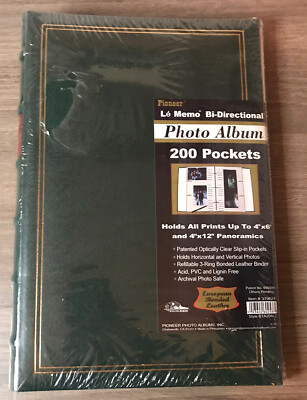 Pioneer
Lé Memo® Bi-Directional
Photo Album
200 Pockets
Holds All Prints Up To 4"x6"
and 4"x12" Panoramics
• Patented Optically Clear Slip-in Pockets
• Holds Horizontal and Vertical Photos
• Refillable 3-Ring Bonded Leather Binder
• Acid, PVC and Lignin Free
• Archival Photo Safe
European
Bonded
Leather
PIONEER PHOTO ALBUMS, INC.